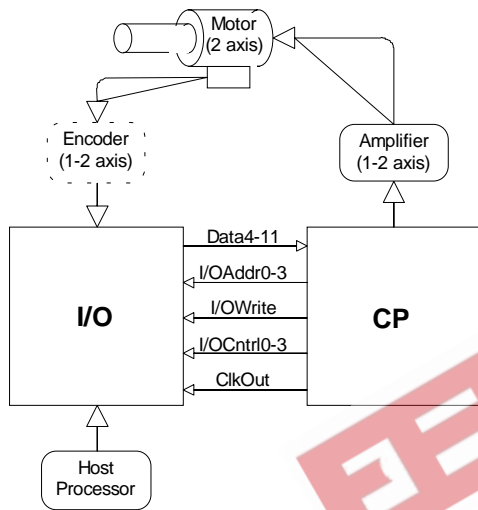 Motor
(2 axis)
Encoder
(1-2 axis)
Amplifier
(1-2 axis)
Data4-11
I/OAddr0-3
I/O
I/OWrite
CP
I/OCntrl0-3
ClkOut
Host
Processor